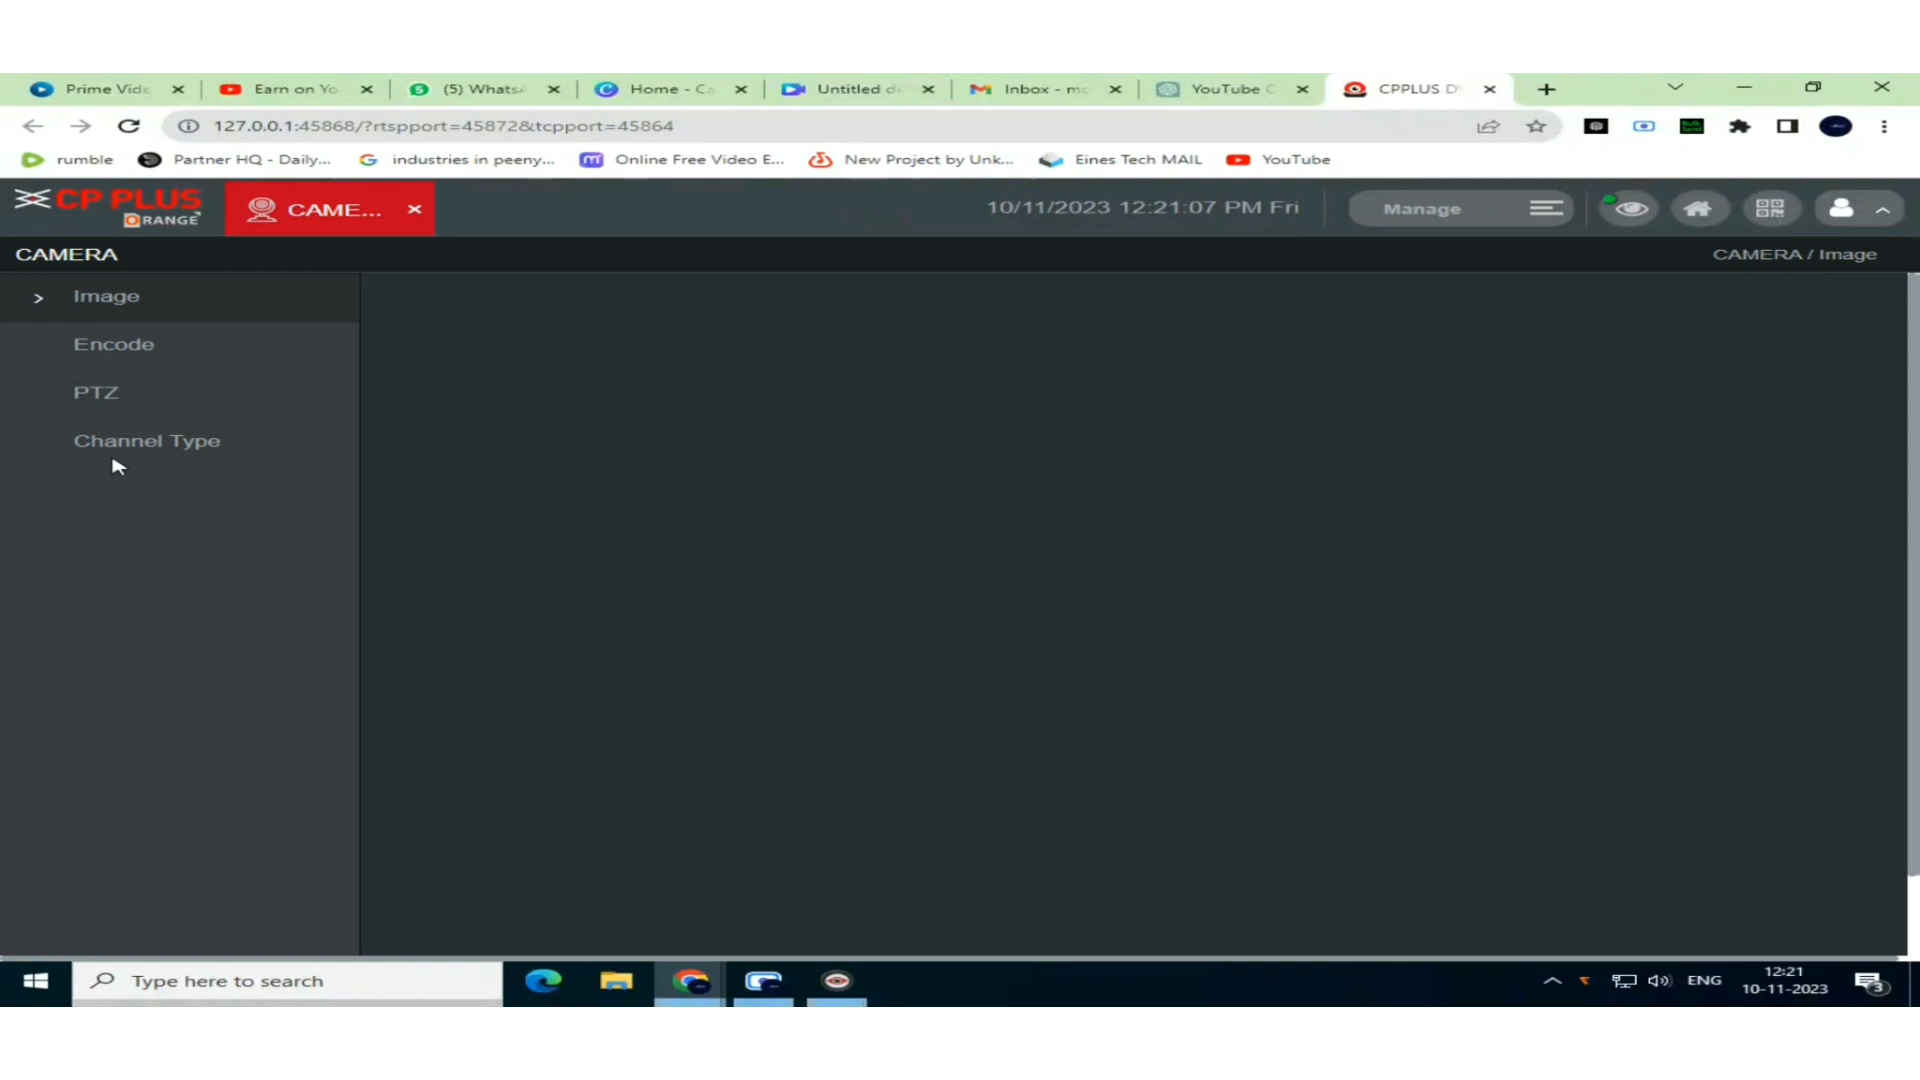 Prime Vide
Earn on Yo
(5) Whats
Home - Ca
Untitled d
Inbox - mo
YouTube C
CPPLUS D
127.0.0.1:45868/?rtspport=45872&tcpport=45864
rumble
Partner HQ - Daily...
industries in peeny...
Online Free Video E...
New Project by Unk...
Eines Tech MAIL
YouTube
CP PLUS
ORANGE
CAME...
10/11/2023 12:21:07 PM Fri
Manage
CAMERA
CAMERA / Image
Image
Encode
PTZ
Channel Type
Type here to search
ENG
12:21
10-11-2023
3